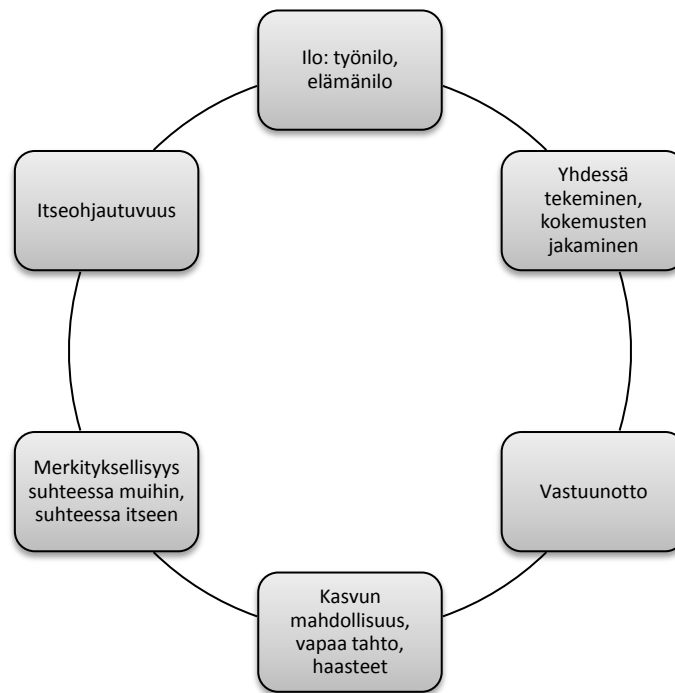 Ilo: työnilo,
elämänilo
Yhdessä
tekeminen,
kokemusten
jakaminen
Vastuunotto
Kasvun
mahdollisuus,
vapaa tahto,
haasteet
Merkityksellisyys
suhteessa muihin,
suhteessa itseen
Itseohjautuvuus